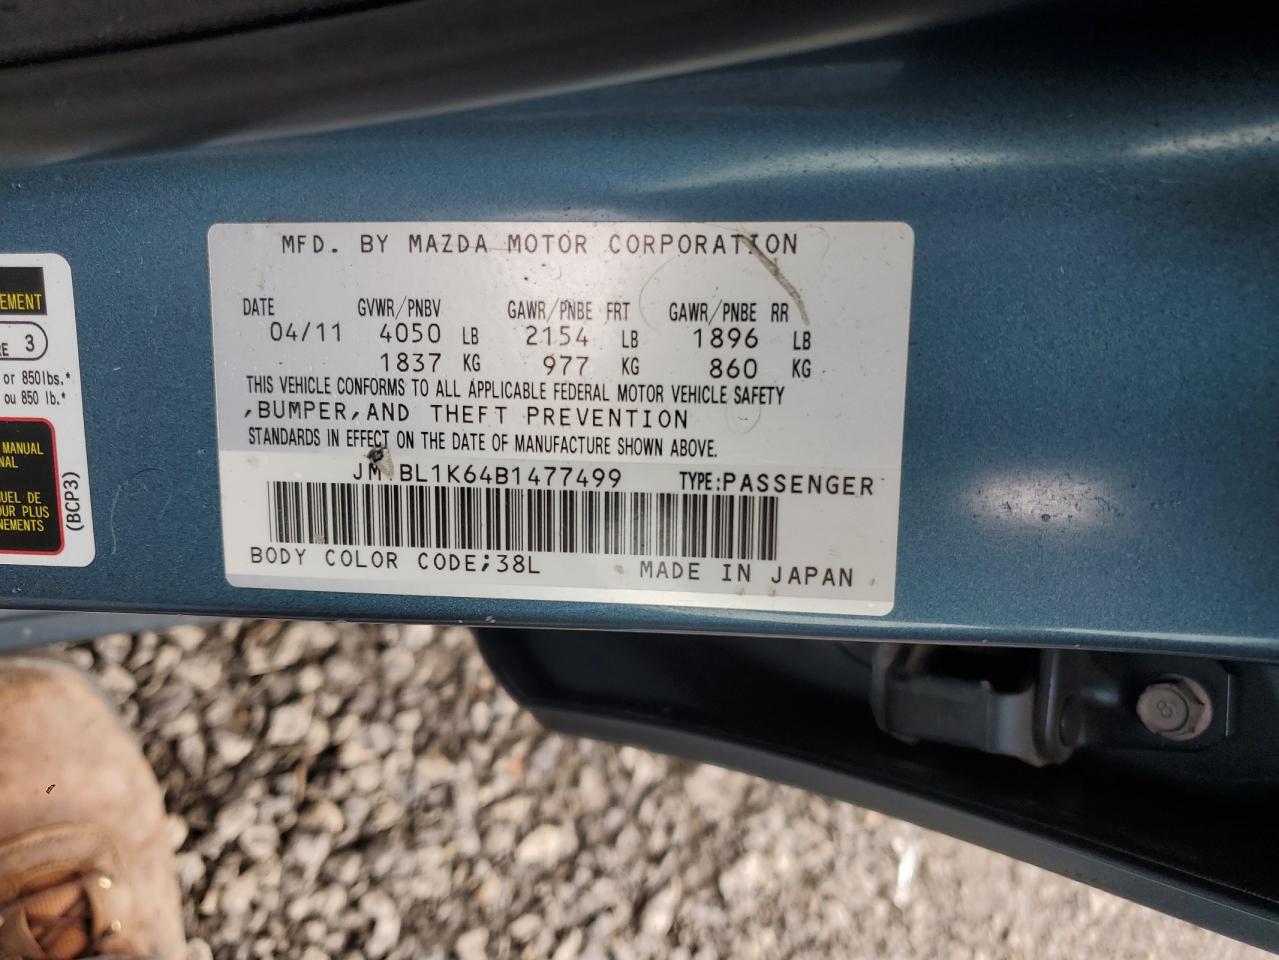 MFD. BY MAZDA MOTOR CORPORATION
DATE GVWR/PNBV GAWR/PNBE FRT GAWR/PNBE RR
04/11 4050 LB 2154 LB 1896 LB
1837 KG 977 KG 860 KG
THIS VEHICLE CONFORMS TO ALL APPLICABLE FEDERAL MOTOR VEHICLE SAFETY
,BUMPER,AND THEFT PREVENTION
STANDARDS IN EFFECT ON THE DATE OF MANUFACTURE SHOWN ABOVE.
TYPE:PASSENGER
BODY COLOR CODE;38L MADE IN JAPAN
EMENT
RE 3
or 850lbs.*
ou 850 lb.*
MANUAL
NAL
UEL DE
OUR PLUS
NEMENTS
(BCP3)
8